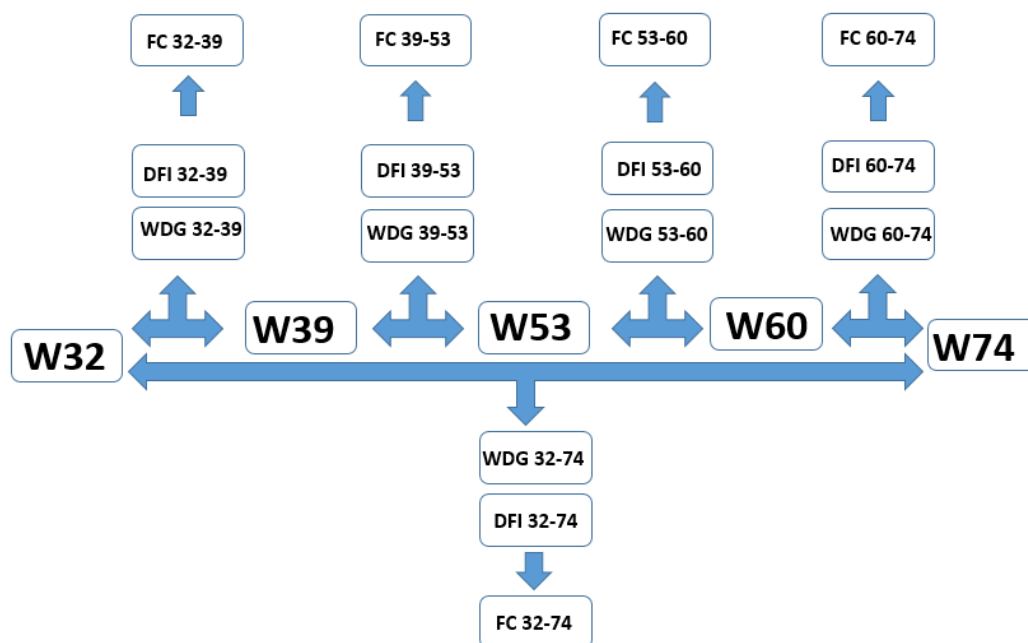 FC 32-39
FC 39-53
FC 53-60
FC 60-74
DFI 32-39
DFI 39-53
DFI 53-60
DFI 60-74
WDG 32-39
WDG 39-53
WDG 53-60
WDG 60-74
W32
W39
W53
W60
W74
WDG 32-74
DFI 32-74
FC 32-74